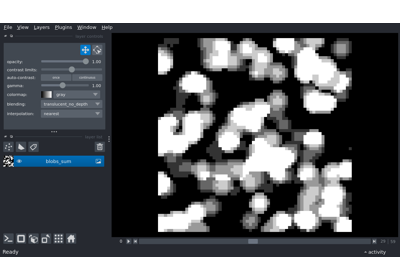 File View Layers Plugins Window Help
opacity: 1.00
contrast limits:
auto-contrast: once continuous
gamma: 1.00
colormap: gray
blending: translucent_no_depth
interpolation: nearest
blobs_sum
Ready
activity